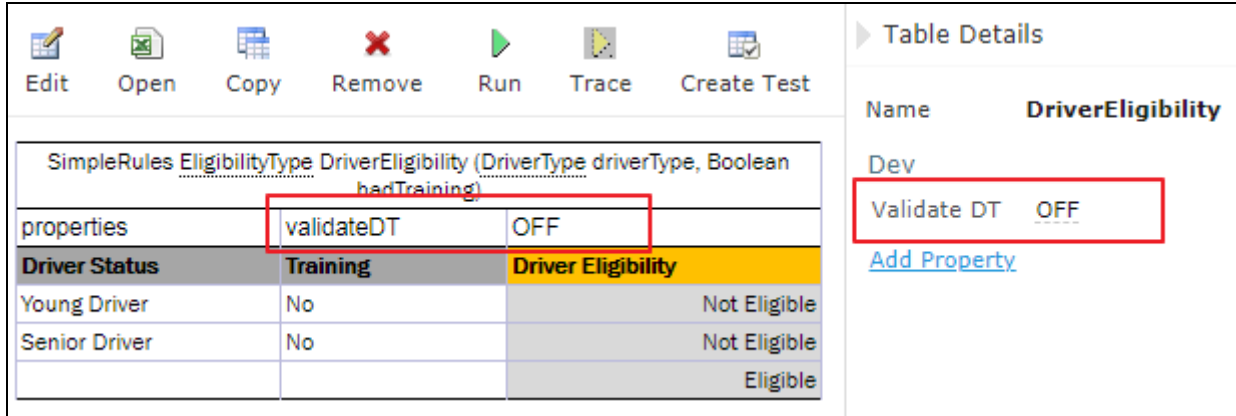 Edit Open Copy Remove Run Trace Create Test
SimpleRules EligibilityType DriverEligibility (DriverType driverType, Boolean
hadTraining)
properties validateDT OFF
Driver Status Training Driver Eligibility
Young Driver No Not Eligible
Senior Driver No Not Eligible
Eligible
Table Details
Name DriverEligibility
Dev
Validate DT OFF
Add Property